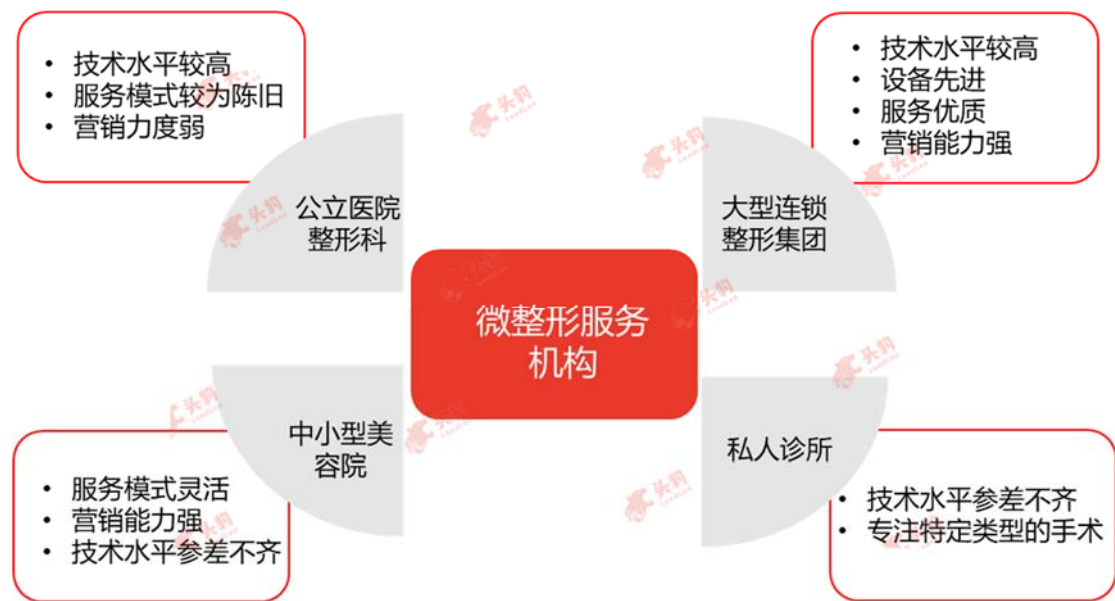 • 技术水平较高
• 服务模式较为陈旧
• 营销力度弱
公立医院
整形科
• 技术水平较高
• 设备先进
• 服务优质
• 营销能力强
大型连锁
整形集团
微整形服务
机构
中小型美
容院
• 服务模式灵活
• 营销能力强
• 技术水平参差不齐
私人诊所
• 技术水平参差不齐
• 专注特定类型的手术
头豹
LeadLeo